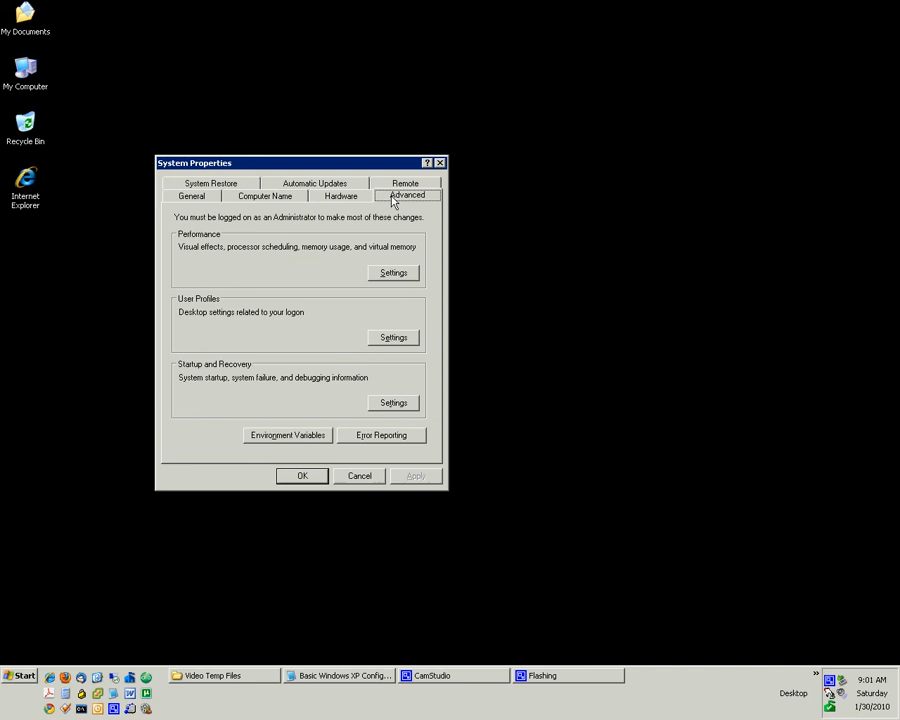 My Documents
My Computer
Recycle Bin
Internet
Explorer
System Properties
System Restore
Automatic Updates
Remote
General
Computer Name
Hardware
Advanced
You must be logged on as an Administrator to make most of these changes.
Performance
Visual effects, processor scheduling, memory usage, and virtual memory
Settings
User Profiles
Desktop settings related to your logon
Settings
Startup and Recovery
System startup, system failure, and debugging information
Settings
Environment Variables
Error Reporting
OK
Cancel
Apply
Start
Video Temp Files
Basic Windows XP Config...
CamStudio
Flashing
Desktop
9:01 AM
Saturday
1/30/2010